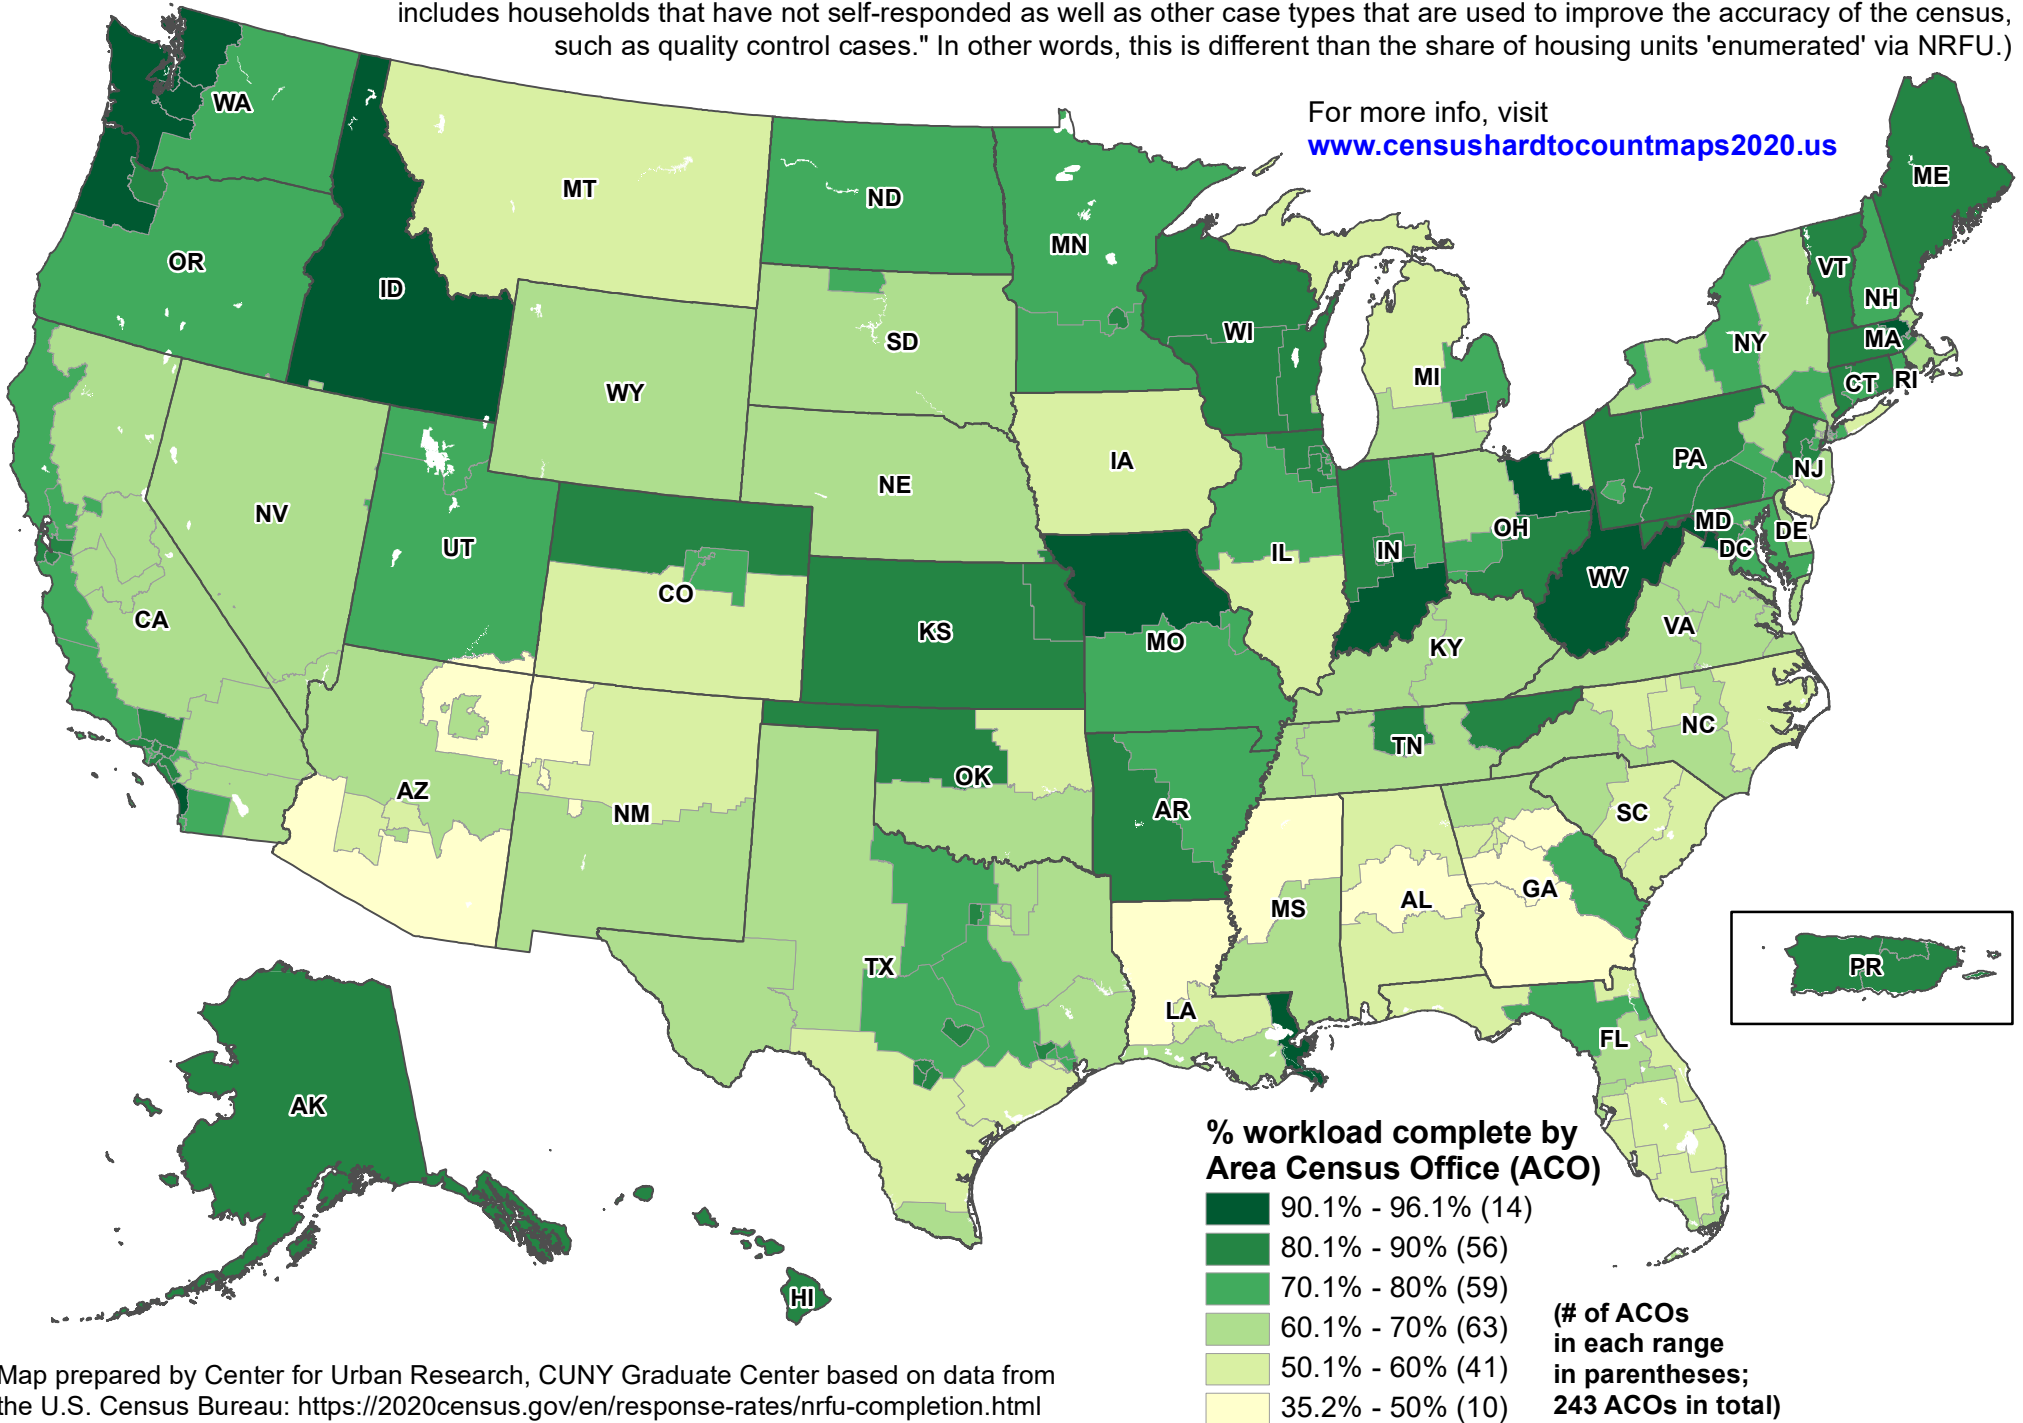 includes households that have not self-responded as well as other case types that are used to improve the accuracy of the census,
such as quality control cases." In other words, this is different than the share of housing units 'enumerated' via NRFU.)
For more info, visit
www.censushardtocountmaps2020.us
WA
MT
ND
MN
ME
OR
ID
SD
WI
VT
NH
NY
MA
WY
MI
CT
RI
IA
NE
PA
NJ
NV
UT
IL
IN
OH
MD
DE
DC
CO
WV
CA
KS
MO
KY
VA
AZ
NM
OK
TN
NC
AR
SC
MS
AL
GA
TX
LA
FL
PR
AK
HI
% workload complete by
Area Census Office (ACO)
90.1% - 96.1% (14)
80.1% - 90% (56)
70.1% - 80% (59)
60.1% - 70% (63)
50.1% - 60% (41)
35.2% - 50% (10)
(# of ACOs
in each range
in parentheses;
243 ACOs in total)
Map prepared by Center for Urban Research, CUNY Graduate Center based on data from
the U.S. Census Bureau: https://2020census.gov/en/response-rates/nrfu-completion.html